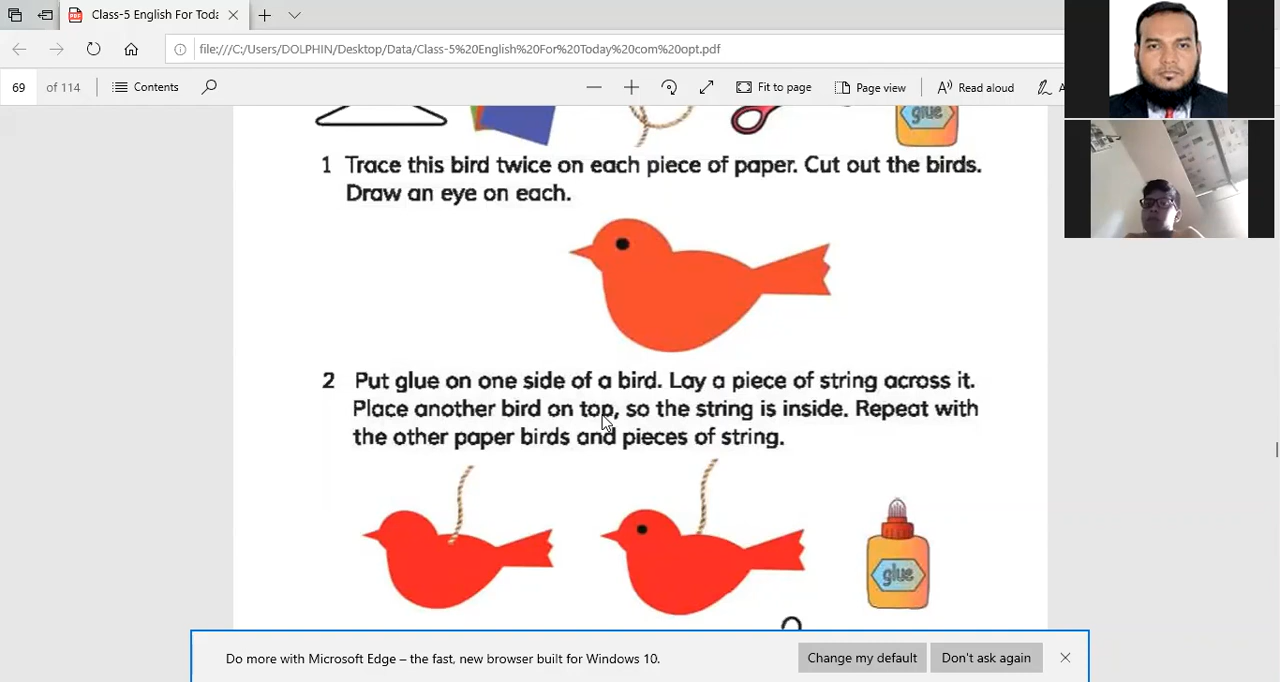 Class-5 English For Toda
file:///C:/Users/DOLPHIN/Desktop/Data/Class-5%20English%20For%20Today%20com%20opt.pdf
69 of 114 Contents Fit to page Page view Read aloud
glue
1 Trace this bird twice on each piece of paper. Cut out the birds.
Draw an eye on each.
2 Put glue on one side of a bird. Lay a piece of string across it.
Place another bird on top, so the string is inside. Repeat with
the other paper birds and pieces of string.
glue
Do more with Microsoft Edge – the fast, new browser built for Windows 10. Change my default Don't ask again